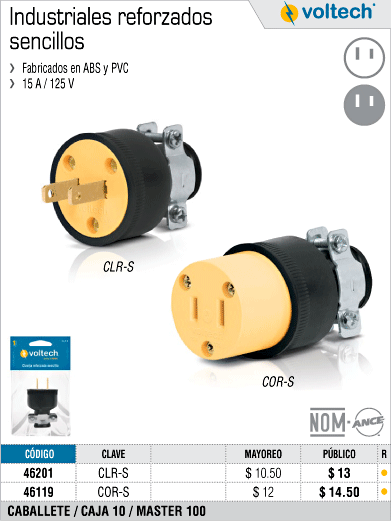 Industriales reforzados
sencillos
voltech®
❯ Fabricados en ABS y PVC
❯ 15 A / 125 V
CLR-S
COR-S
voltech
NOM-ANCE
CÓDIGO CLAVE MAYOREO PÚBLICO R
46201 CLR-S $ 10.50 $ 13
46119 COR-S $ 12 $ 14.50
CABALLETE / CAJA 10 / MASTER 100